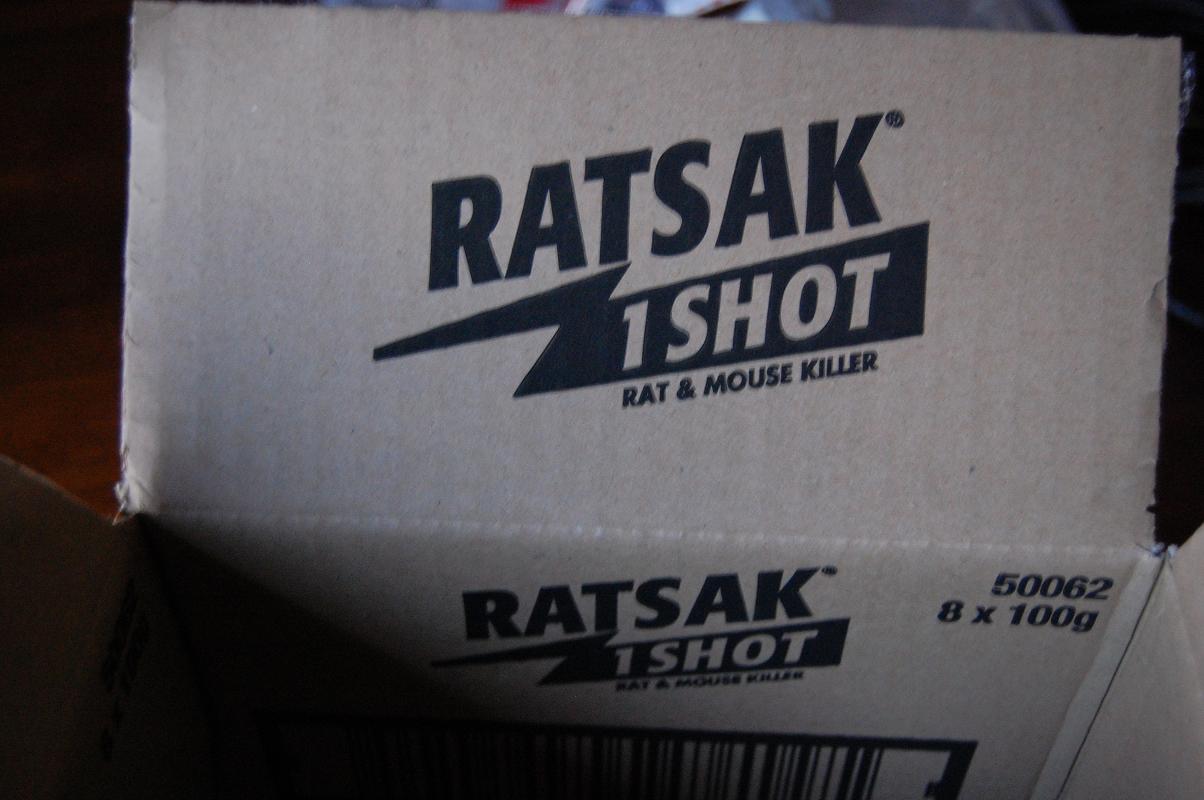 RATSAK®
1SHOT
RAT & MOUSE KILLER
RATSAK
1SHOT
RAT & MOUSE KILLER
50062
8 x 100g